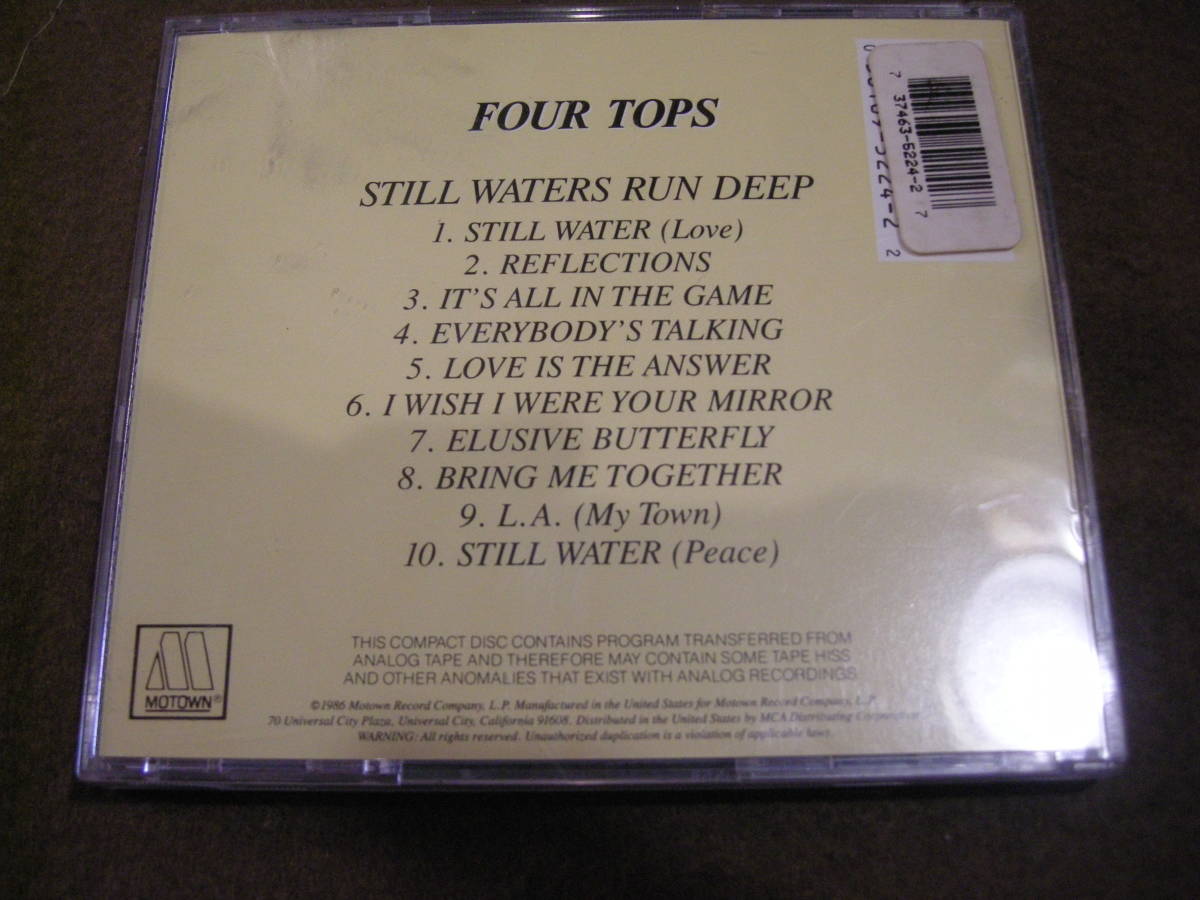 FOUR TOPS
STILL WATERS RUN DEEP
1. STILL WATER (Love)
2. REFLECTIONS
3. IT'S ALL IN THE GAME
4. EVERYBODY'S TALKING
5. LOVE IS THE ANSWER
6. I WISH I WERE YOUR MIRROR
7. ELUSIVE BUTTERFLY
8. BRING ME TOGETHER
9. L.A. (My Town)
10. STILL WATER (Peace)
7 37463-5224-2 7
5224-2 2
MOTOWN®
THIS COMPACT DISC CONTAINS PROGRAM TRANSFERRED FROM
ANALOG TAPE AND THEREFORE MAY CONTAIN SOME TAPE HISS
AND OTHER ANOMALIES THAT EXIST WITH ANALOG RECORDINGS
©1986 Motown Record Company, L.P. Manufactured in the United States for Motown Record Company, L.P.
70 Universal City Plaza, Universal City, California 91608. Distributed in the United States by MCA Distributing Corporation
WARNING: All rights reserved. Unauthorized duplication is a violation of applicable laws.